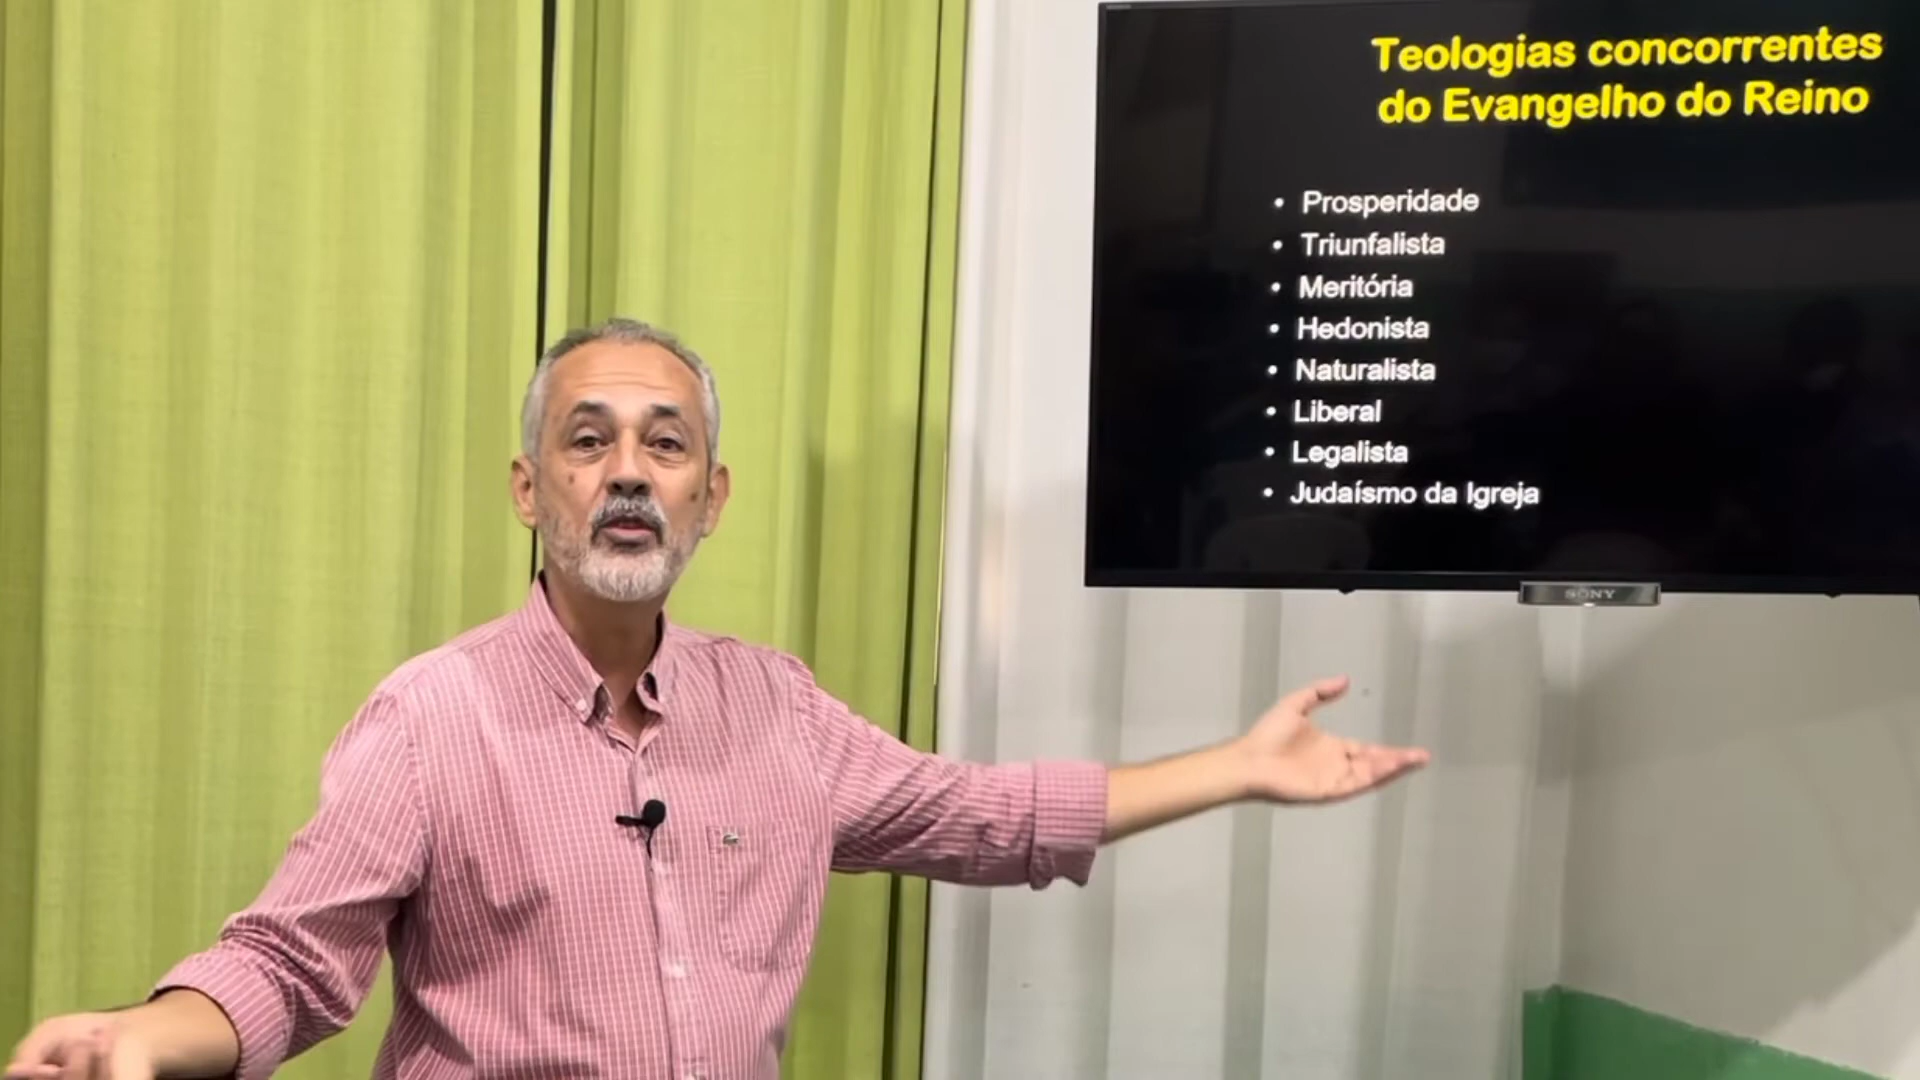 Teologias concorrentes
do Evangelho do Reino
• Prosperidade
• Triunfalista
• Meritória
• Hedonista
• Naturalista
• Liberal
• Legalista
• Judaísmo da Igreja
SONY